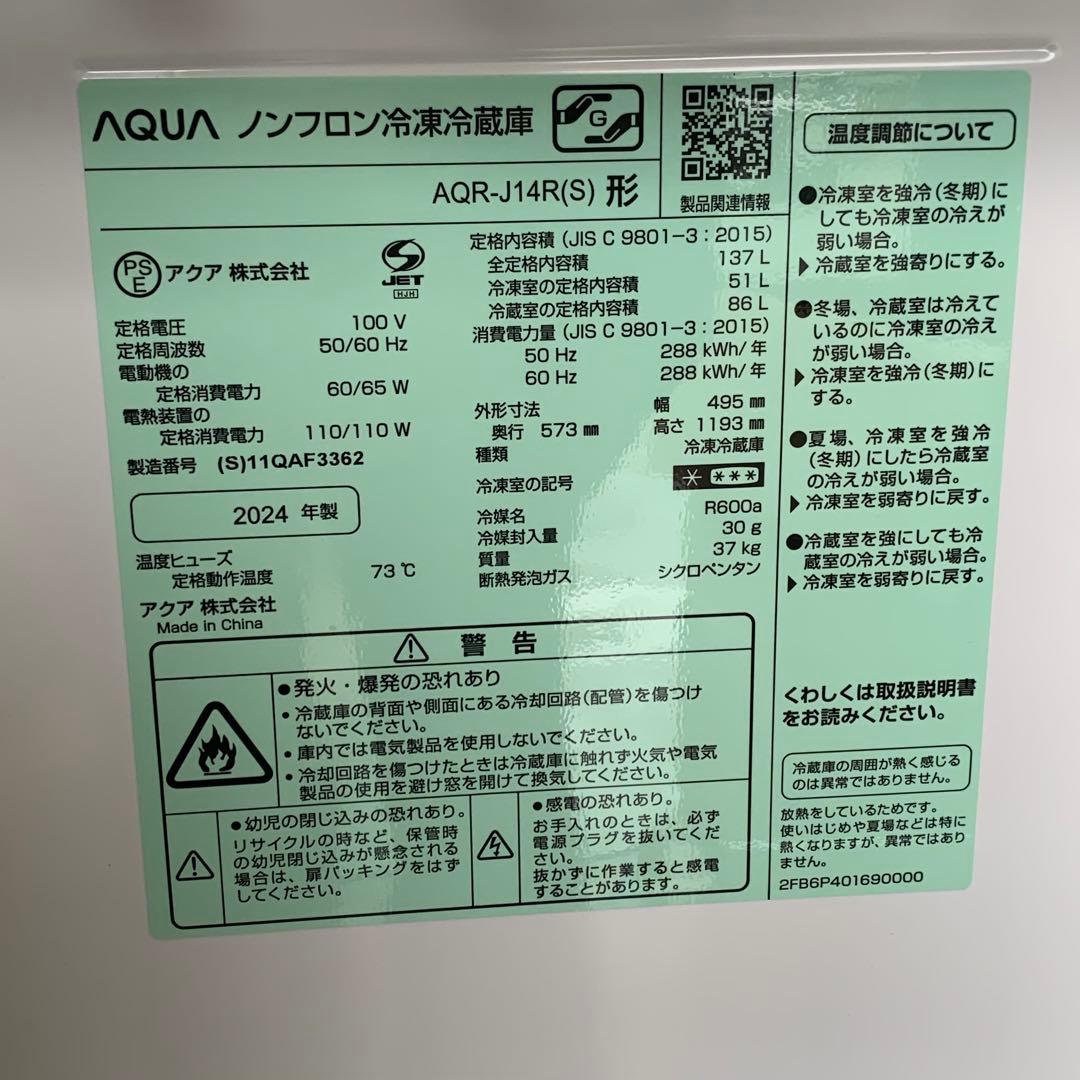 AQUA ノンフロン冷凍冷蔵庫
G
AQR-J14R(S) 形
製品関連情報
PS
E
アクア 株式会社
S
JET
HJH
定格電圧 100 V
定格周波数 50/60 Hz
電動機の
定格消費電力 60/65 W
電熱装置の
定格消費電力 110/110 W
製造番号 (S)11QAF3362
2024 年製
温度ヒューズ
定格動作温度 73 ℃
アクア 株式会社
Made in China
定格内容積 (JIS C 9801-3:2015)
全定格内容積 137 L
冷凍室の定格内容積 51 L
冷蔵室の定格内容積 86 L
消費電力量 (JIS C 9801-3:2015)
50 Hz 288 kWh/年
60 Hz 288 kWh/年
外形寸法 幅 495 mm
奥行 573 mm 高さ 1193 mm
種類 冷凍冷蔵庫
冷凍室の記号 * ***
冷媒名 R600a
冷媒封入量 30 g
質量 37 kg
断熱発泡ガス シクロペンタン
⚠ 警告
●発火・爆発の恐れあり
・冷蔵庫の背面や側面にある冷却回路(配管)を傷つけ
ないでください。
・庫内では電気製品を使用しないでください。
・冷却回路を傷つけたときは冷蔵庫に触れず火気や電気
製品の使用を避け窓を開けて換気してください。
●幼児の閉じ込みの恐れあり。
リサイクルの時など、保管時
の幼児閉じ込みが懸念される
場合は、扉パッキングをはず
してください。
●感電の恐れあり。
お手入れのときは、必ず
電源プラグを抜いてくだ
さい。
抜かずに作業すると感電
することがあります。
温度調節について
●冷凍室を強冷(冬期)に
しても冷凍室の冷えが
弱い場合。
▶冷蔵室を強寄りにする。
●冬場、冷蔵室は冷えて
いるのに冷凍室の冷え
が弱い場合。
▶冷凍室を強冷(冬期)に
する。
●夏場、冷凍室を強冷
(冬期)にしたら冷蔵室
の冷えが弱い場合。
▶冷凍室を弱寄りに戻す。
●冷蔵室を強にしても冷
蔵室の冷えが弱い場合。
▶冷凍室を弱寄りに戻す。
くわしくは取扱説明書
をお読みください。
冷蔵庫の周囲が熱く感じる
のは異常ではありません。
放熱をしているためです。
使いはじめや夏場などは特に
熱くなりますが、異常ではあり
ません。
2FB6P401690000